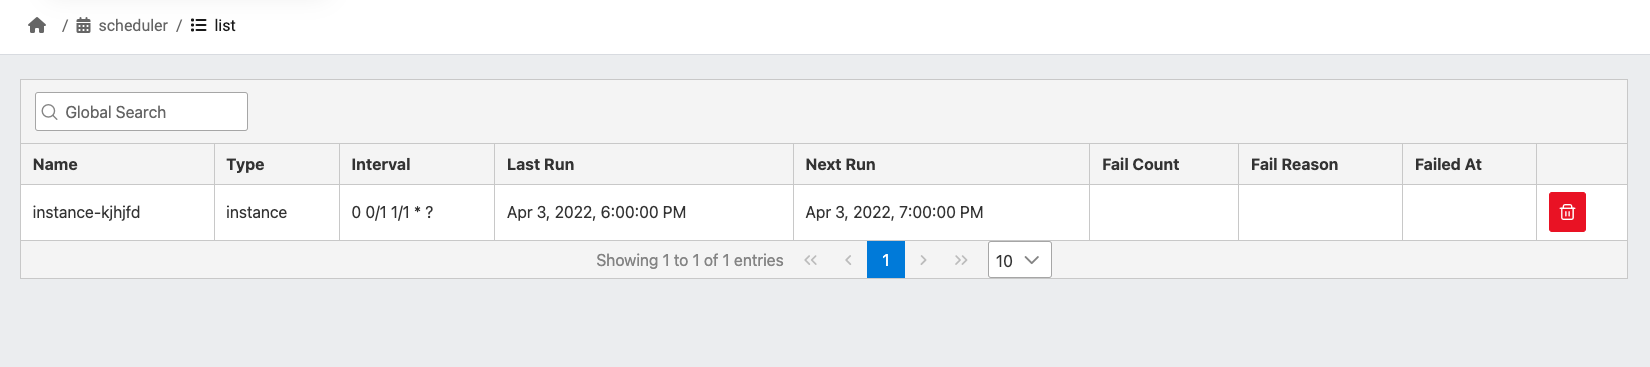 / scheduler / list
Global Search
Name Type Interval Last Run Next Run Fail Count Fail Reason Failed At
instance-kjhjfd instance 0 0/1 1/1 * ? Apr 3, 2022, 6:00:00 PM Apr 3, 2022, 7:00:00 PM
Showing 1 to 1 of 1 entries 1 10